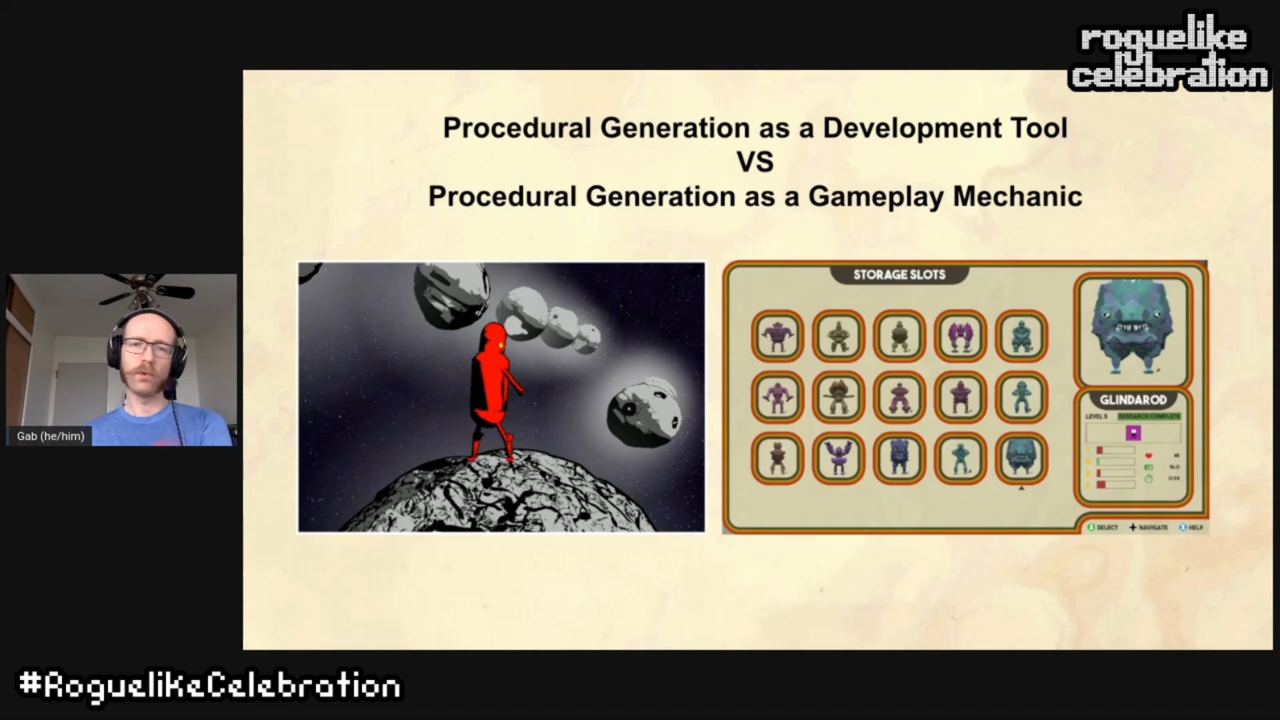 roguelike
celebration
Procedural Generation as a Development Tool
VS
Procedural Generation as a Gameplay Mechanic
STORAGE SLOTS
GLINDAROD
LEVEL 5 RESEARCH COMPLETE
SELECT NAVIGATE HELP
Gab (he/him)
#RoguelikeCelebration